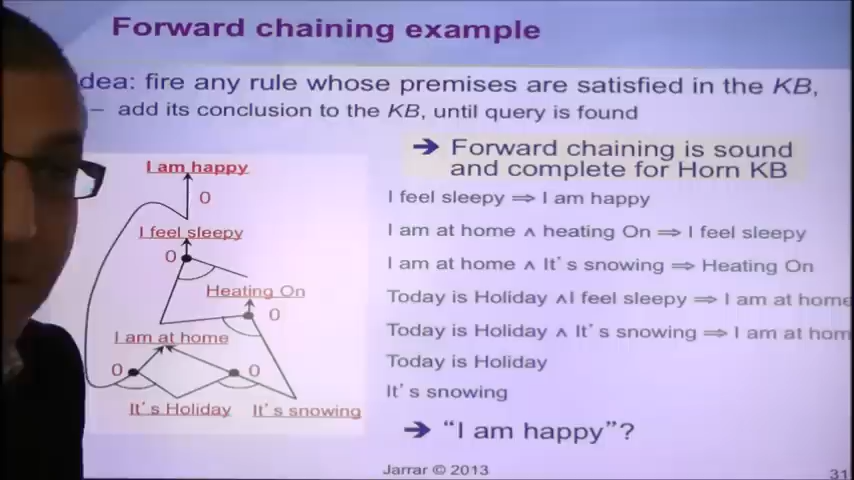 Forward chaining example
dea: fire any rule whose premises are satisfied in the KB,
– add its conclusion to the KB, until query is found
➔ Forward chaining is sound
and complete for Horn KB
I am happy
0
I feel sleepy
0
Heating On
0
I am at home
0
0
It's Holiday
It's snowing
I feel sleepy ⇒ I am happy
I am at home ∧ heating On ⇒ I feel sleepy
I am at home ∧ It's snowing ⇒ Heating On
Today is Holiday ∧I feel sleepy ⇒ I am at home
Today is Holiday ∧ It's snowing ⇒ I am at hom
Today is Holiday
It's snowing
➔ "I am happy"?
Jarrar © 2013
31